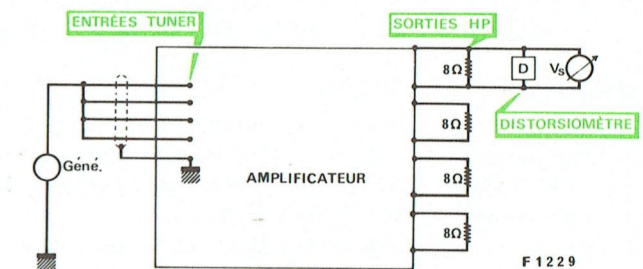 ENTRÉES TUNER
SORTIES HP
8Ω
D
Vs
DISTORSIOMÈTRE
8Ω
Géné.
AMPLIFICATEUR
8Ω
8Ω
F 1229